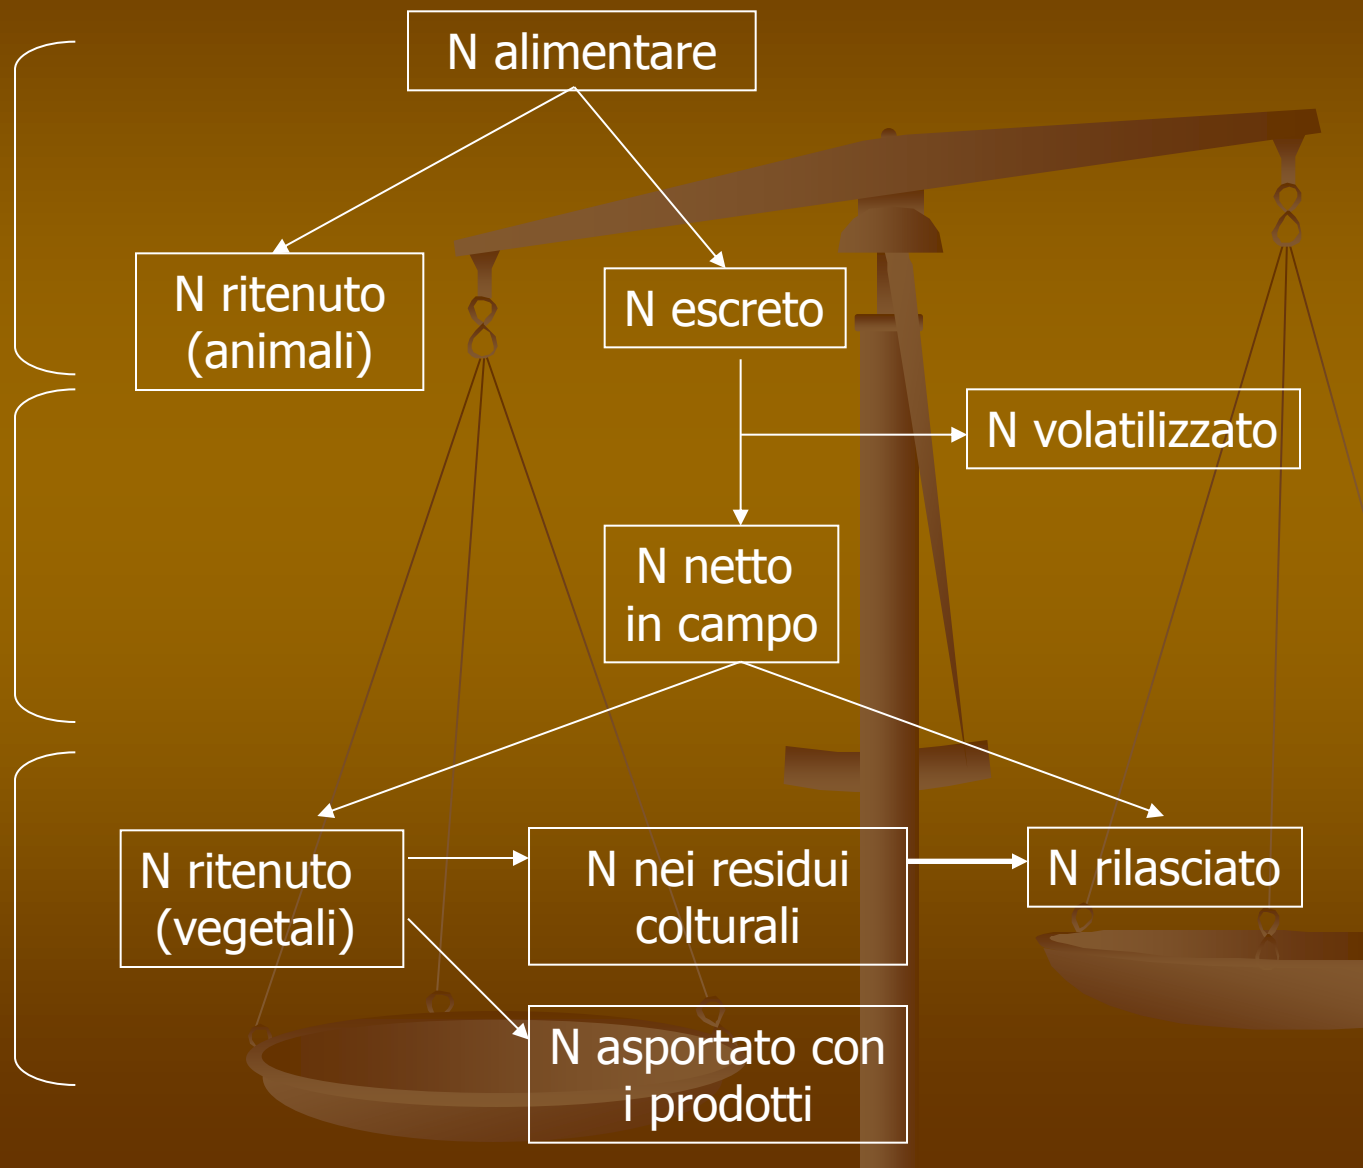 N alimentare
N ritenuto
(animali)
N escreto
N volatilizzato
N netto
in campo
N ritenuto
(vegetali)
N nei residui
colturali
N rilasciato
N asportato con
i prodotti